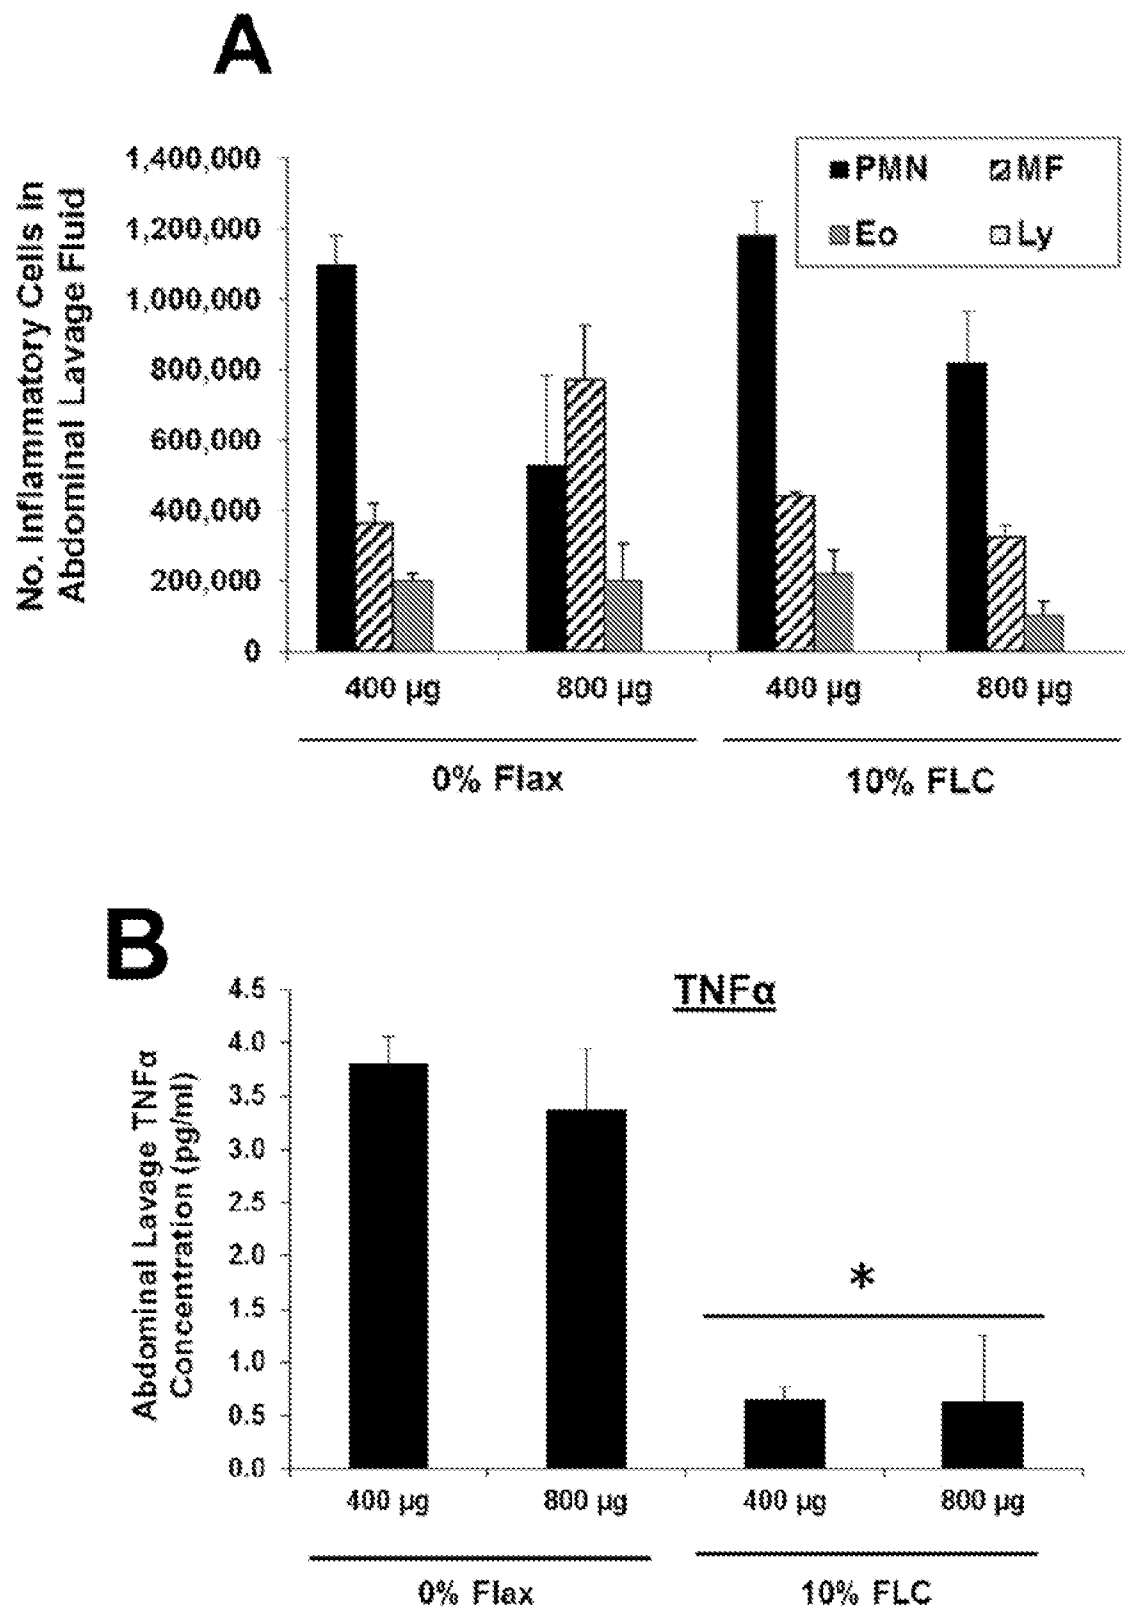 A
No. Inflammatory Cells in
Abdominal Lavage Fluid
1,400,000
1,200,000
1,000,000
800,000
600,000
400,000
200,000
0
PMN MF
Eo Ly
400 µg 800 µg 400 µg 800 µg
0% Flax 10% FLC
B
TNFα
Abdominal Lavage TNFα
Concentration (pg/ml)
4.5
4.0
3.5
3.0
2.5
2.0
1.5
1.0
0.5
0.0
*
400 µg 800 µg 400 µg 800 µg
0% Flax 10% FLC